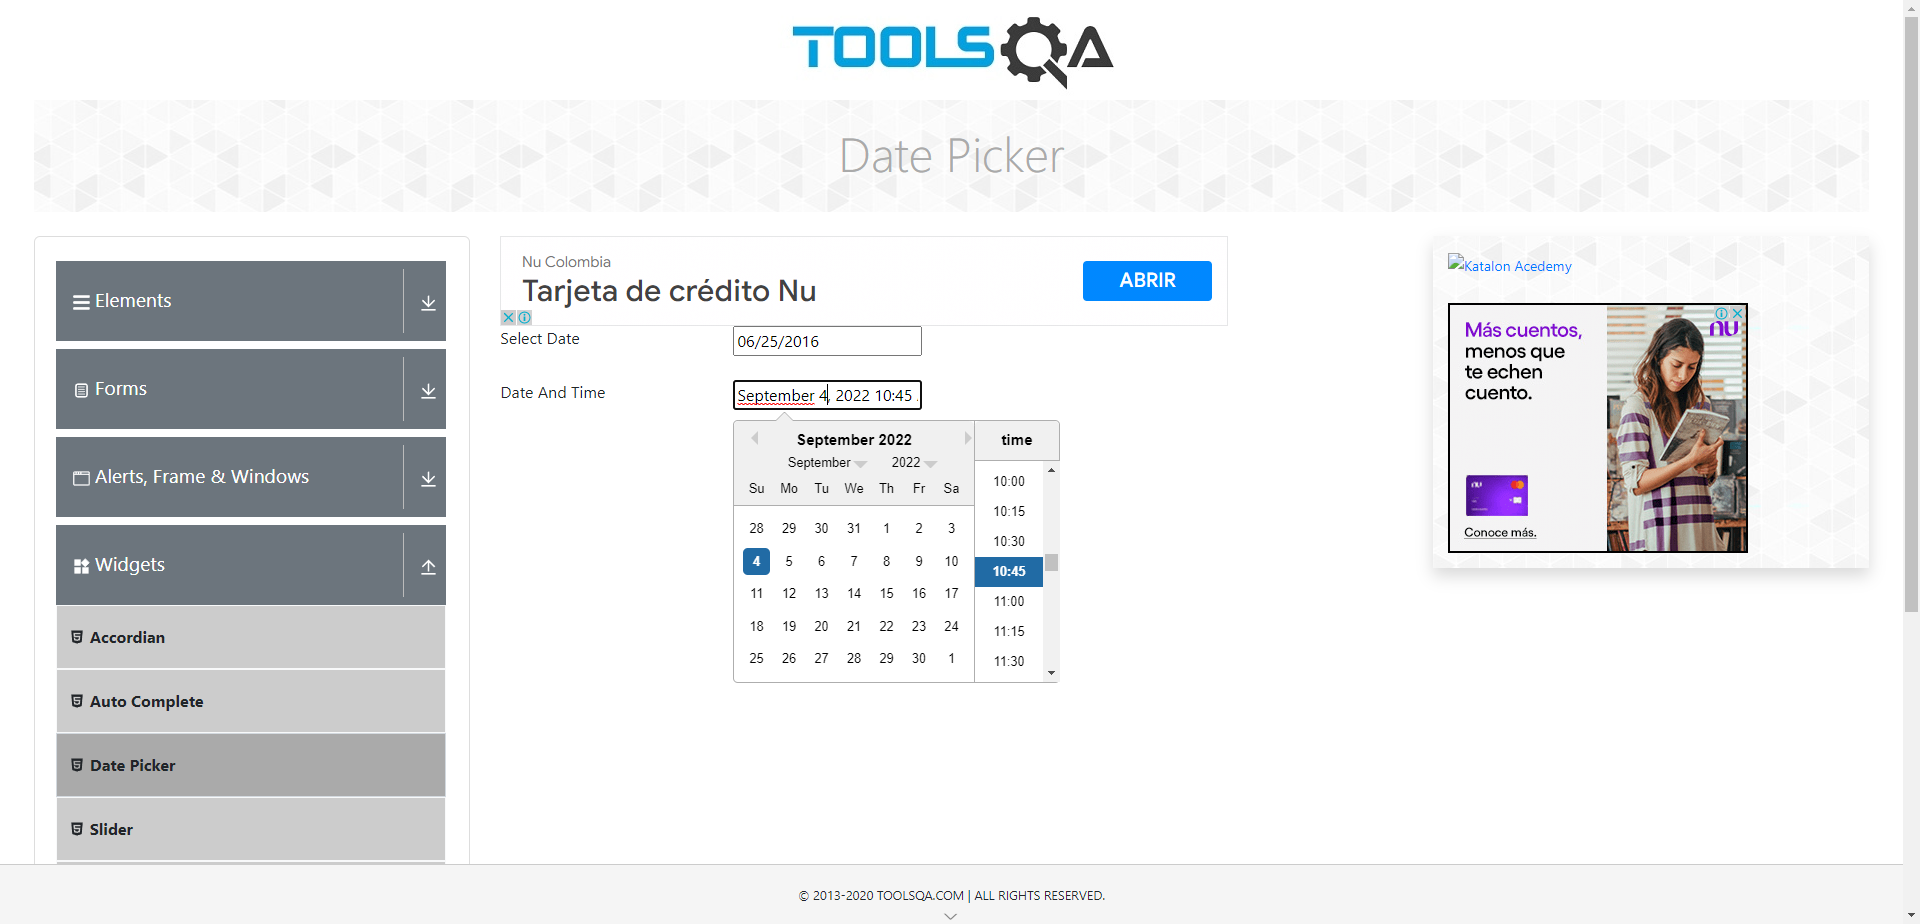 TOOLSQA
Date Picker
Elements
Forms
Alerts, Frame & Windows
Widgets
Accordian
Auto Complete
Date Picker
Slider
Nu Colombia
Tarjeta de crédito Nu
ABRIR
Select Date
06/25/2016
Date And Time
September 4, 2022 10:45
September 2022
September 2022
Su Mo Tu We Th Fr Sa
28 29 30 31 1 2 3
4 5 6 7 8 9 10
11 12 13 14 15 16 17
18 19 20 21 22 23 24
25 26 27 28 29 30 1
time
10:00
10:15
10:30
10:45
11:00
11:15
11:30
Katalon Acedemy
Más cuentos,
menos que
te echen
cuento.
nu
nu
Conoce más.
© 2013-2020 TOOLSQA.COM | ALL RIGHTS RESERVED.